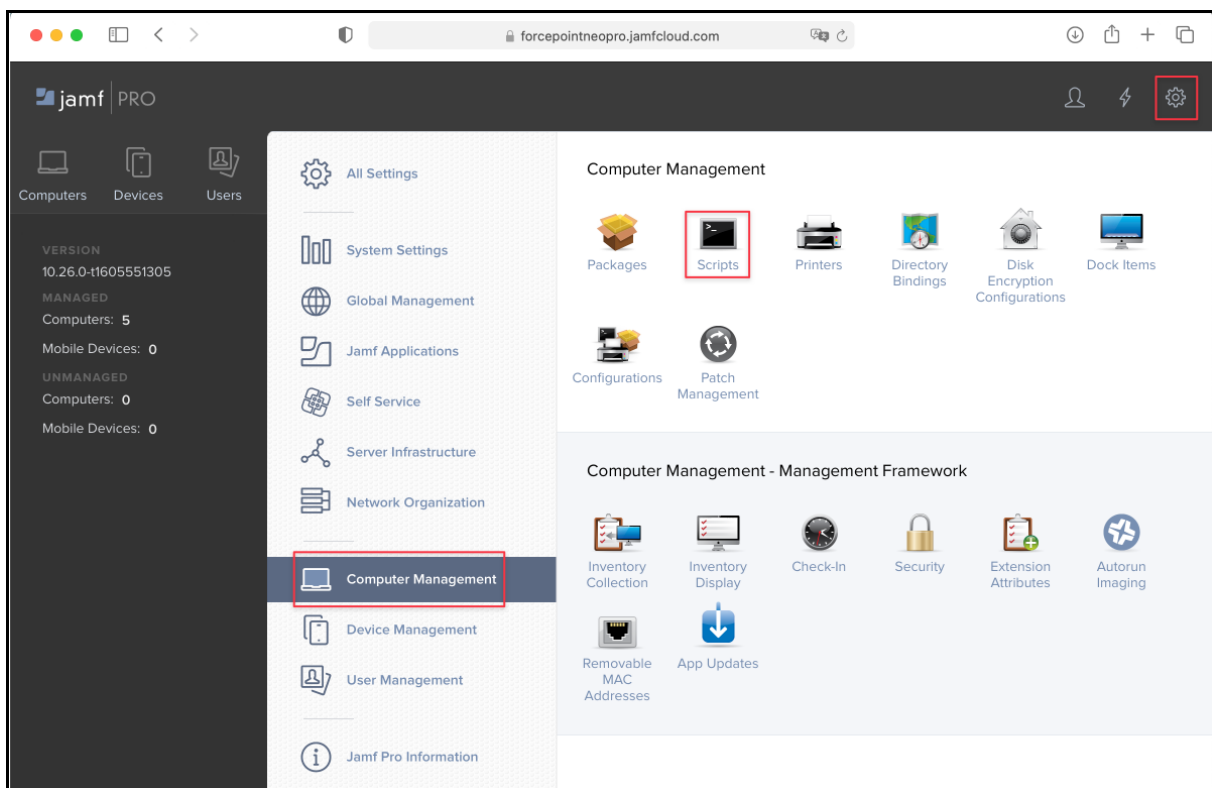 forcepointneopro.jamfcloud.com
jamf PRO
Computers
Devices
Users
VERSION
10.26.0-t1605551305
MANAGED
Computers: 5
Mobile Devices: 0
UNMANAGED
Computers: 0
Mobile Devices: 0
All Settings
System Settings
Global Management
Jamf Applications
Self Service
Server Infrastructure
Network Organization
Computer Management
Device Management
User Management
Jamf Pro Information
Computer Management
Packages
Scripts
Printers
Directory
Bindings
Disk
Encryption
Configurations
Dock Items
Configurations
Patch
Management
Computer Management - Management Framework
Inventory
Collection
Inventory
Display
Check-In
Security
Extension
Attributes
Autorun
Imaging
Removable
MAC
Addresses
App Updates